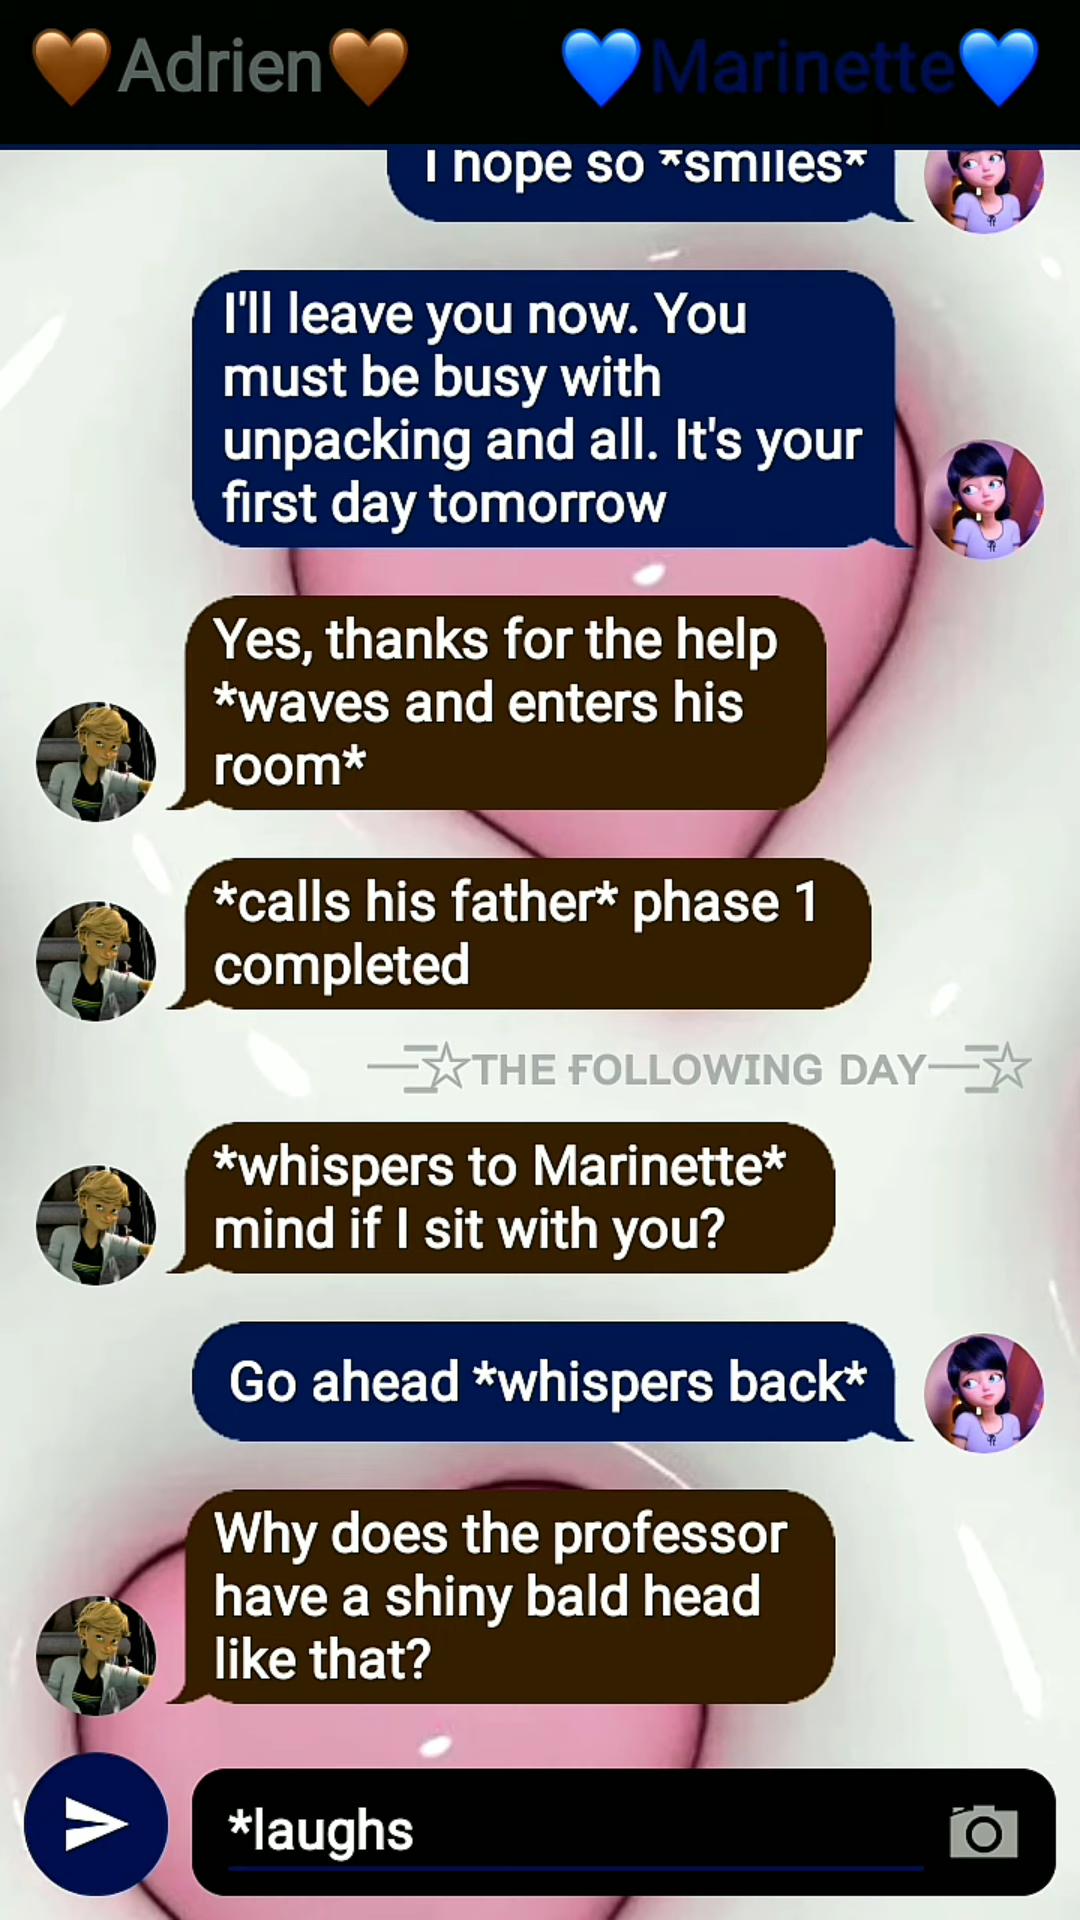 🧡Adrien🧡 💙Marinette💙
I hope so *smiles*
I'll leave you now. You
must be busy with
unpacking and all. It's your
first day tomorrow
Yes, thanks for the help
*waves and enters his
room*
*calls his father* phase 1
completed
THE FOLLOWING DAY
*whispers to Marinette*
mind if I sit with you?
Go ahead *whispers back*
Why does the professor
have a shiny bald head
like that?
*laughs